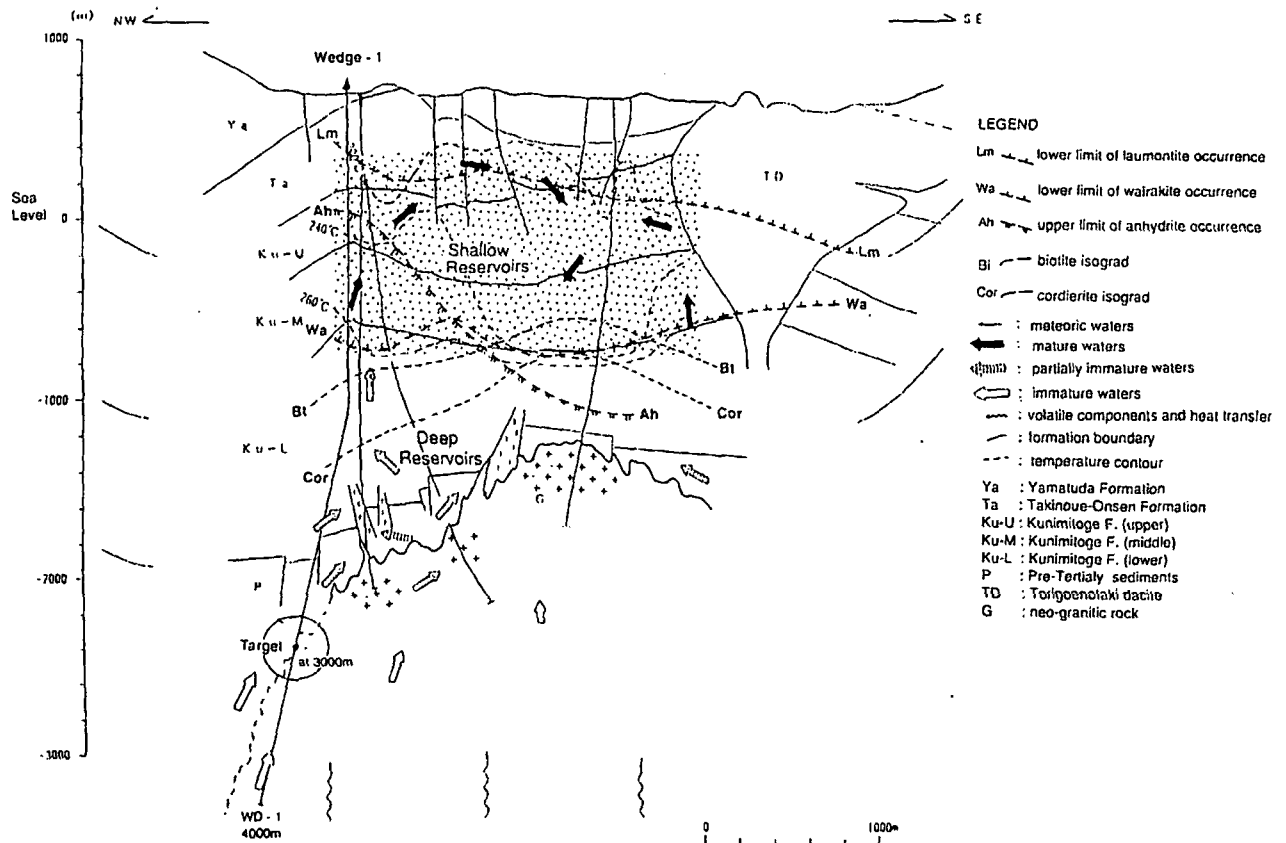 (m)
NW
SE
1000
Wedge - 1
Ya
Lm
Ta
TD
Sea
Level
0
Ah
240℃
Ku-U
Shallow
Reservoirs
Lm
260℃
Ku-M
Wa
Wa
Bt
-1000
Bt
Ah
Cor
Ku-L
Deep
Reservoirs
Cor
G
P
Target
at 3000m
-3000
WD - 1
4000m
0
1000m
LEGEND
Lm lower limit of laumontite occurrence
Wa lower limit of wairakite occurrence
Ah upper limit of anhydrite occurrence
Bi biotite isograd
Cor cordierite isograd
: meteoric waters
: mature waters
: partially immature waters
: immature waters
: volatile components and heat transfer
: formation boundary
: temperature contour
Ya : Yamatuda Formation
Ta : Takinoue-Onsen Formation
Ku-U : Kunimitoge F. (upper)
Ku-M : Kunimitoge F. (middle)
Ku-L : Kunimitoge F. (lower)
P : Pre-Tertialy sediments
TD : Torigoenotaki dacite
G : neo-granitic rock